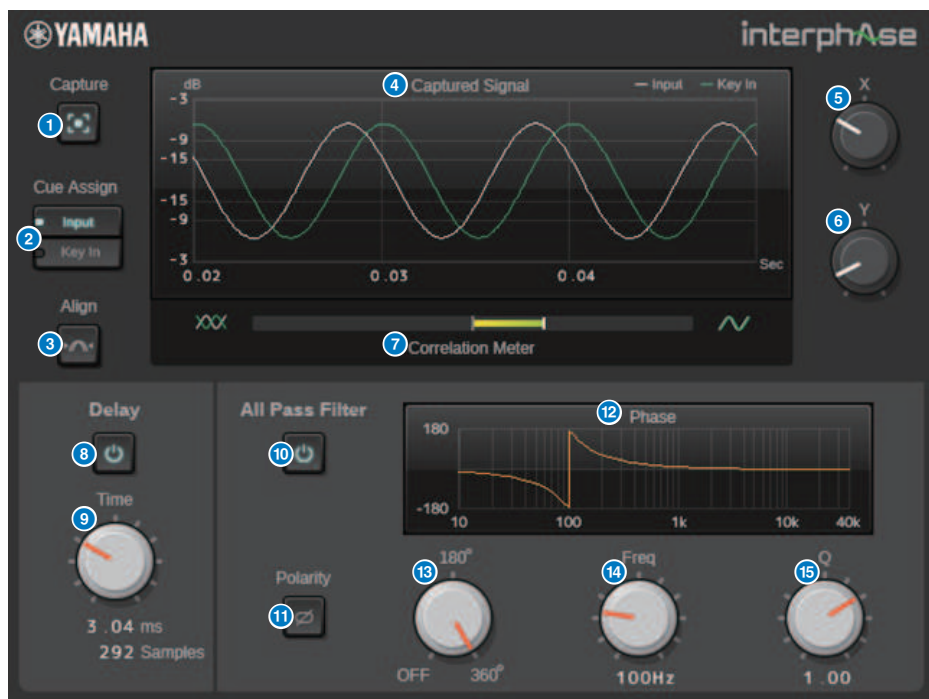 YAMAHA
interphase
Capture
1
dB
4 Captured Signal
Input
Key In
-3
-9
-15
-15
-9
-3
0.02
0.03
0.04
Sec
X
5
Y
6
Cue Assign
2
Input
Key In
Align
3
7
Correlation Meter
Delay
8
Time
9
3.04 ms
292 Samples
All Pass Filter
10
Polarity
11
12 Phase
180
-180
10
100
1k
10k
40k
13
180°
OFF
360°
14
Freq
100Hz
15
Q
1.00